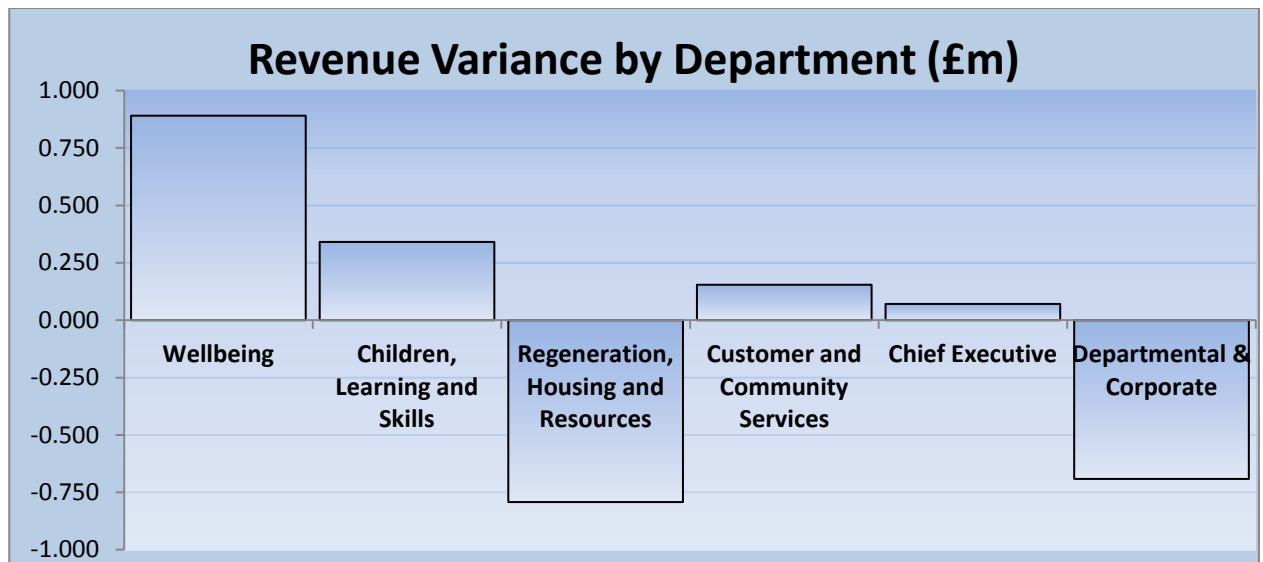 Revenue Variance by Department (£m)
1.000
0.750
0.500
0.250
0.000
-0.250
-0.500
-0.750
-1.000
Wellbeing
Children,
Learning and
Skills
Regeneration,
Housing and
Resources
Customer and
Community
Services
Chief Executive
Departmental &
Corporate